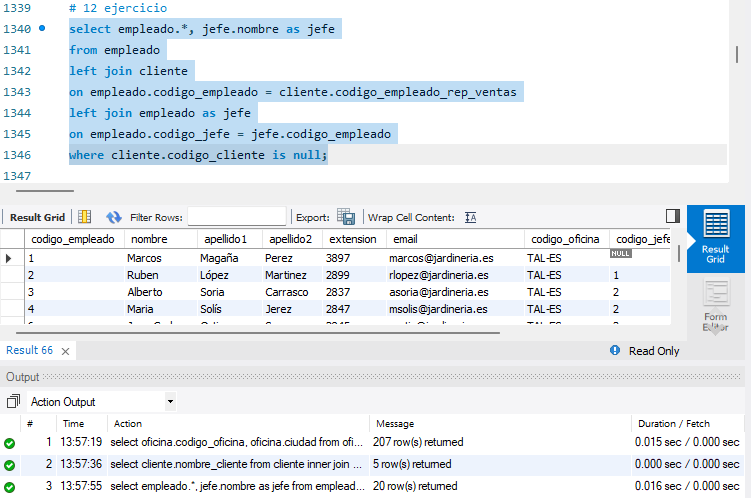 1339 # 12 ejercicio
1340 select empleado.*, jefe.nombre as jefe
1341 from empleado
1342 left join cliente
1343 on empleado.codigo_empleado = cliente.codigo_empleado_rep_ventas
1344 left join empleado as jefe
1345 on empleado.codigo_jefe = jefe.codigo_empleado
1346 where cliente.codigo_cliente is null;
1347
Result Grid Filter Rows: Export: Wrap Cell Content:
codigo_empleado nombre apellido1 apellido2 extension email codigo_oficina codigo_jefe
1 Marcos Magaña Perez 3897 marcos@jardineria.es TAL-ES NULL
2 Ruben López Martinez 2899 rlopez@jardineria.es TAL-ES 1
3 Alberto Soria Carrasco 2837 asoria@jardineria.es TAL-ES 2
4 Maria Solís Jerez 2847 msolis@jardineria.es TAL-ES 2
Result Grid
Form Editor
Result 66 Read Only
Output
Action Output
# Time Action Message Duration / Fetch
1 13:57:19 select oficina.codigo_oficina, oficina.ciudad from ofi... 207 row(s) returned 0.015 sec / 0.000 sec
2 13:57:36 select cliente.nombre_cliente from cliente inner join ... 5 row(s) returned 0.000 sec / 0.000 sec
3 13:57:55 select empleado.*, jefe.nombre as jefe from emplead... 20 row(s) returned 0.016 sec / 0.000 sec